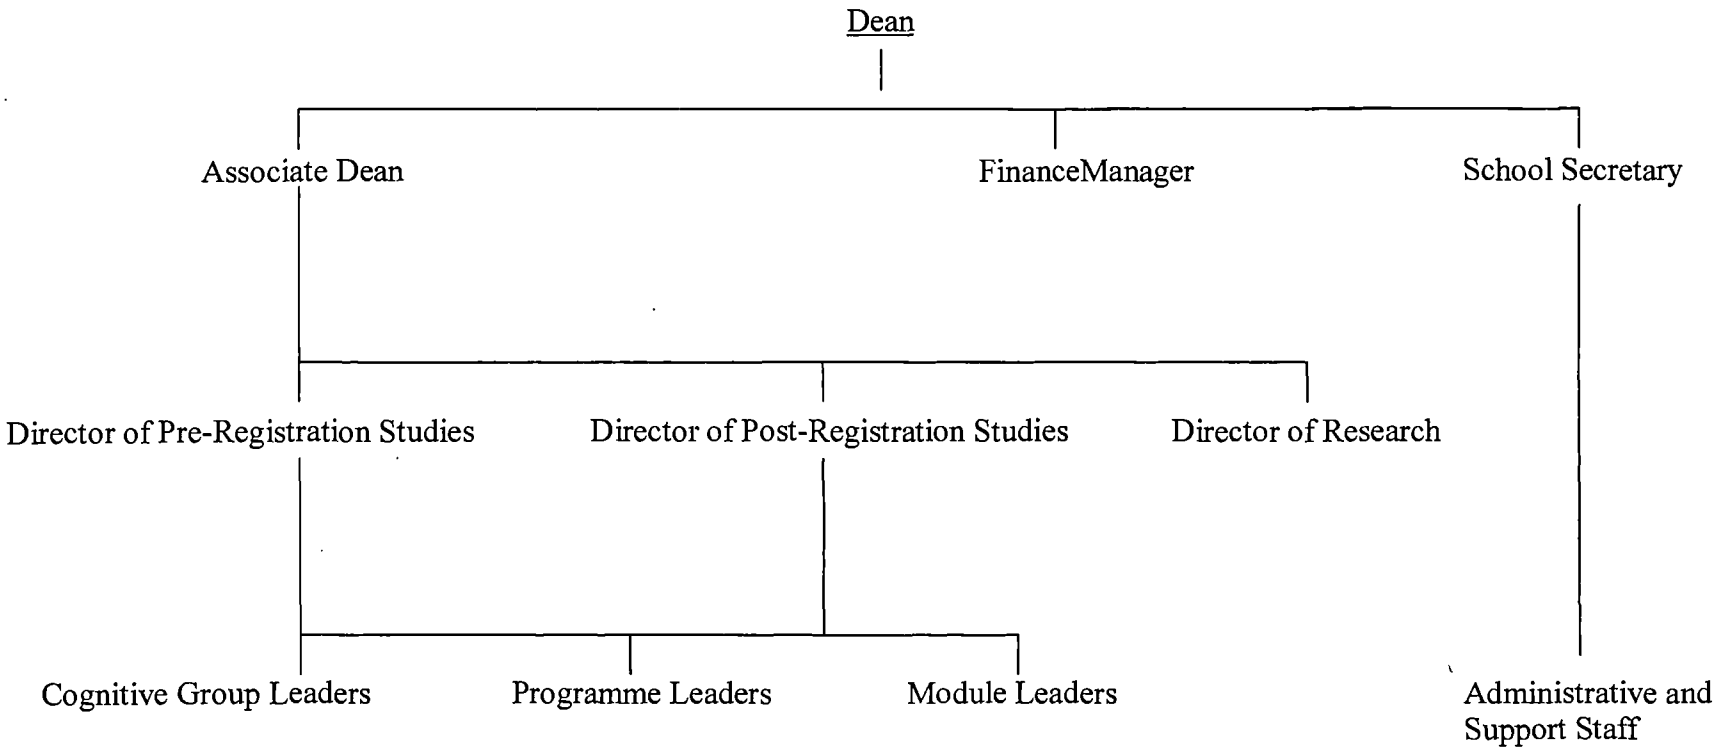 Dean
Associate Dean
FinanceManager
School Secretary
Director of Pre-Registration Studies
Director of Post-Registration Studies
Director of Research
Cognitive Group Leaders
Programme Leaders
Module Leaders
Administrative and
Support Staff